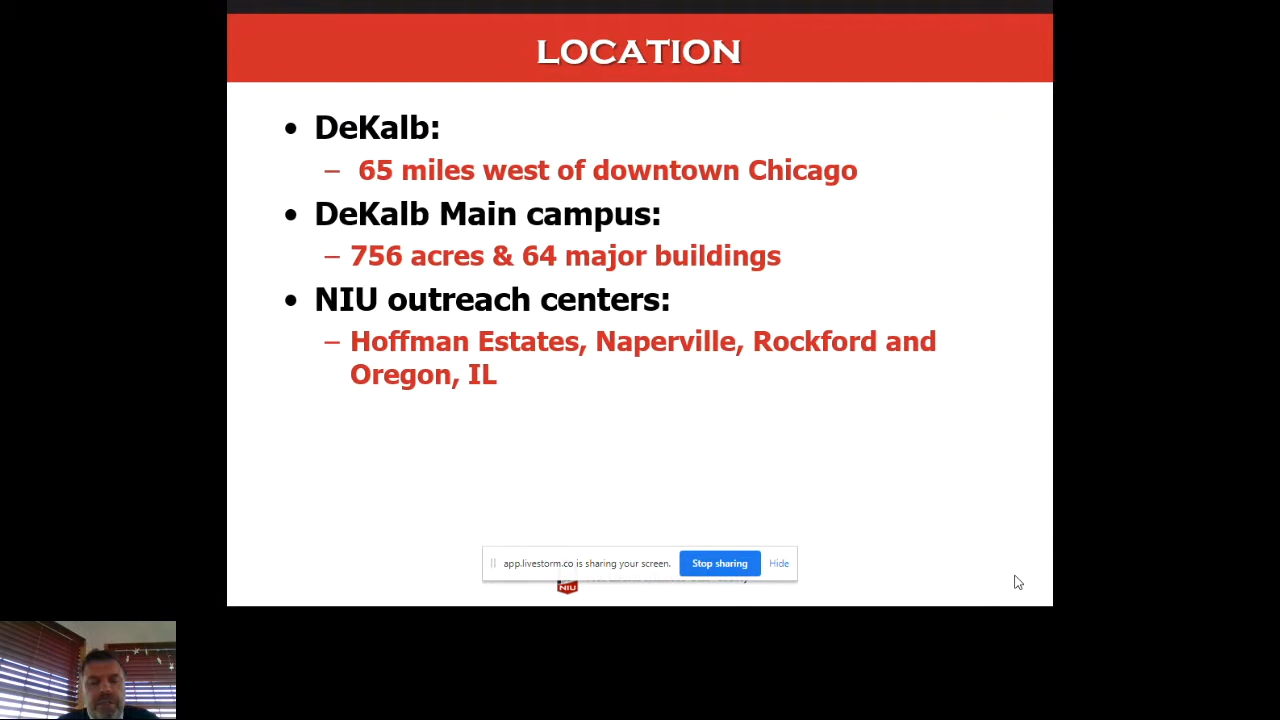 LOCATION
• DeKalb:
– 65 miles west of downtown Chicago
• DeKalb Main campus:
– 756 acres & 64 major buildings
• NIU outreach centers:
– Hoffman Estates, Naperville, Rockford and
Oregon, IL
app.livestorm.co is sharing your screen. Stop sharing Hide
NIU